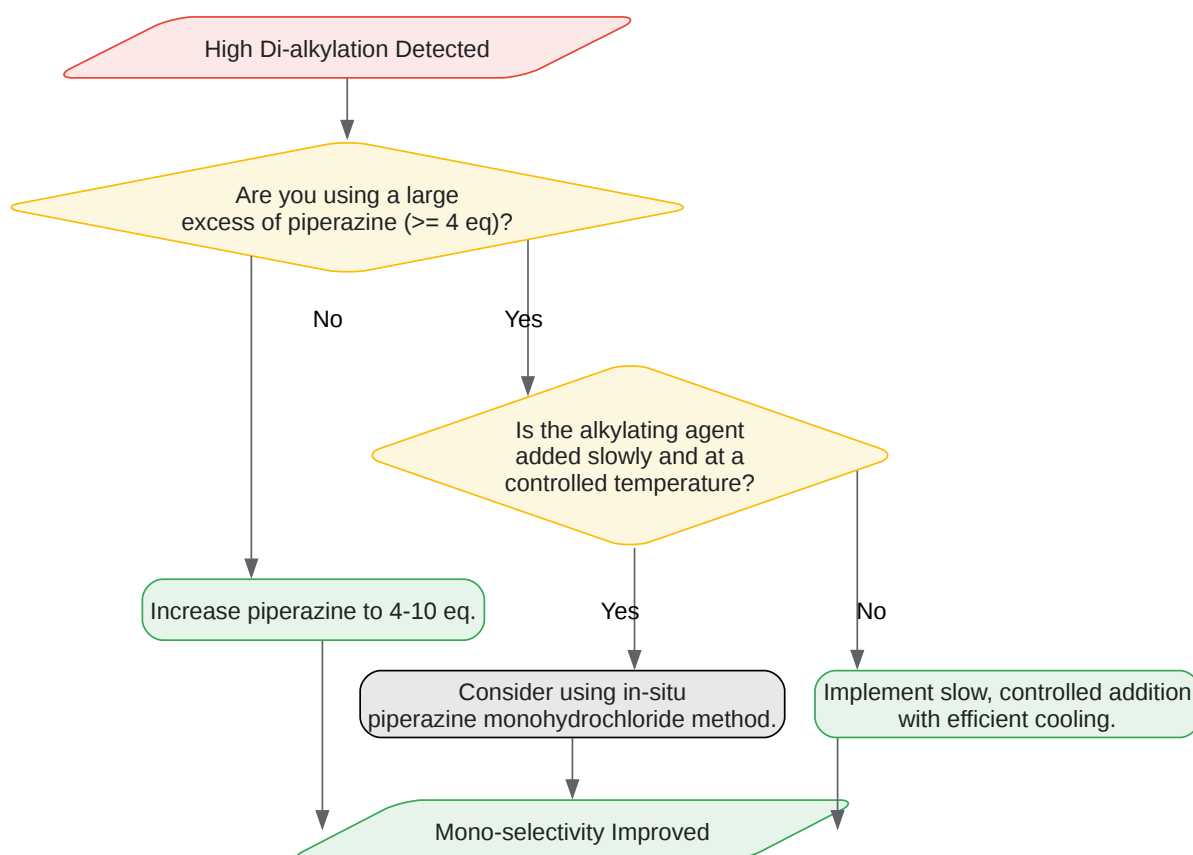 High Di-alkylation Detected
Are you using a large
excess of piperazine (>= 4 eq)?
No
Yes
Is the alkylating agent
added slowly and at a
controlled temperature?
Increase piperazine to 4-10 eq.
Yes
No
Consider using in-situ
piperazine monohydrochloride method.
Implement slow, controlled addition
with efficient cooling.
Mono-selectivity Improved